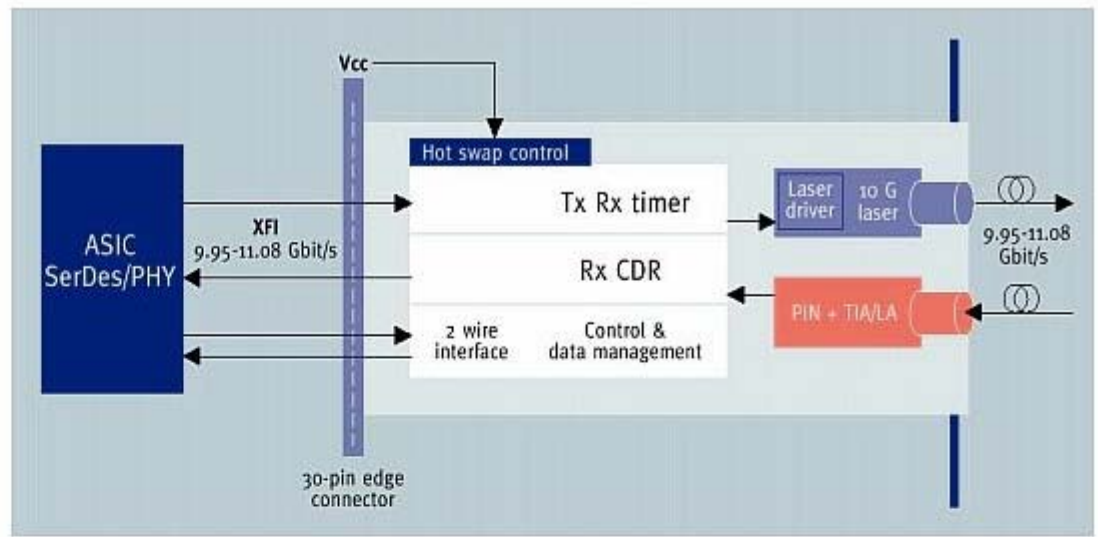 Vcc
Hot swap control
Tx Rx timer
Laser
driver
10 G
laser
XFI
9.95-11.08 Gbit/s
ASIC
SerDes/PHY
9.95-11.08
Gbit/s
Rx CDR
PIN + TIA/LA
2 wire
interface
Control &
data management
30-pin edge
connector